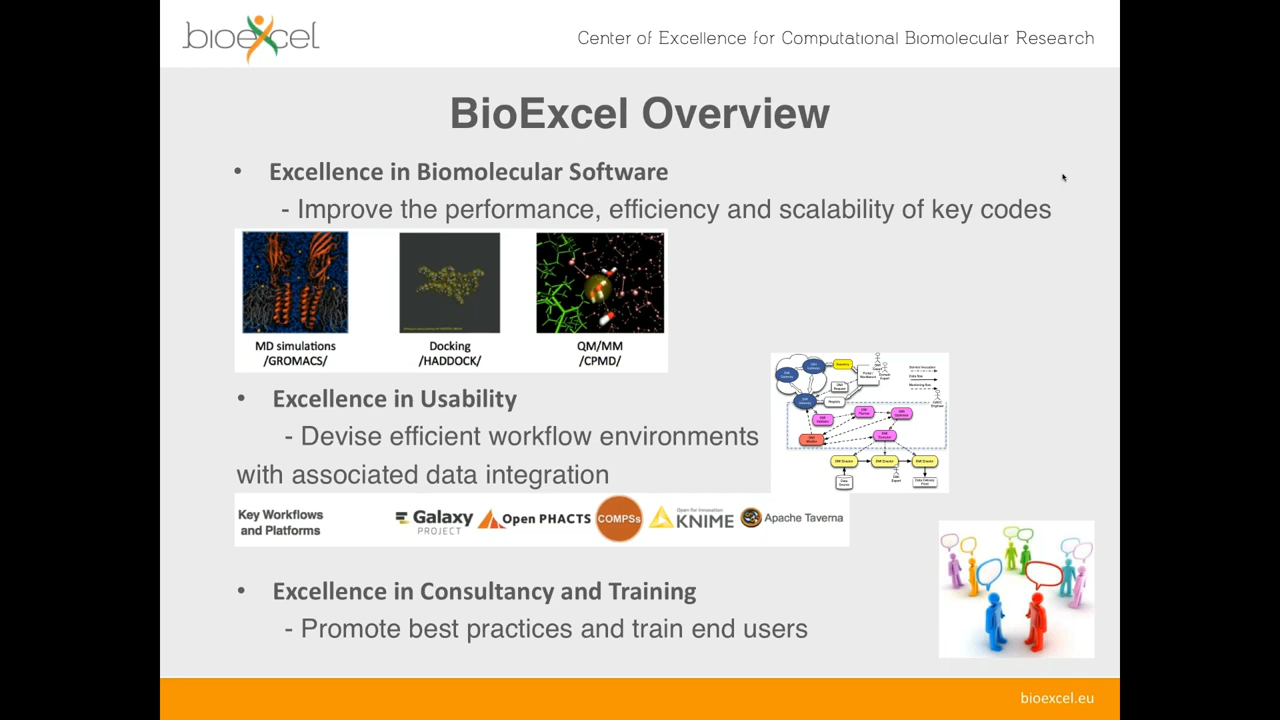 bioexcel
Center of Excellence for Computational Biomolecular Research
BioExcel Overview
• Excellence in Biomolecular Software
- Improve the performance, efficiency and scalability of key codes
MD simulations
/GROMACS/
Docking
/HADDOCK/
QM/MM
/CPMD/
• Excellence in Usability
- Devise efficient workflow environments
with associated data integration
Key Workflows
and Platforms
Galaxy
PROJECT
Open PHACTS
COMPSs
Open for Innovation
KNIME
Apache Taverna
• Excellence in Consultancy and Training
- Promote best practices and train end users
bioexcel.eu